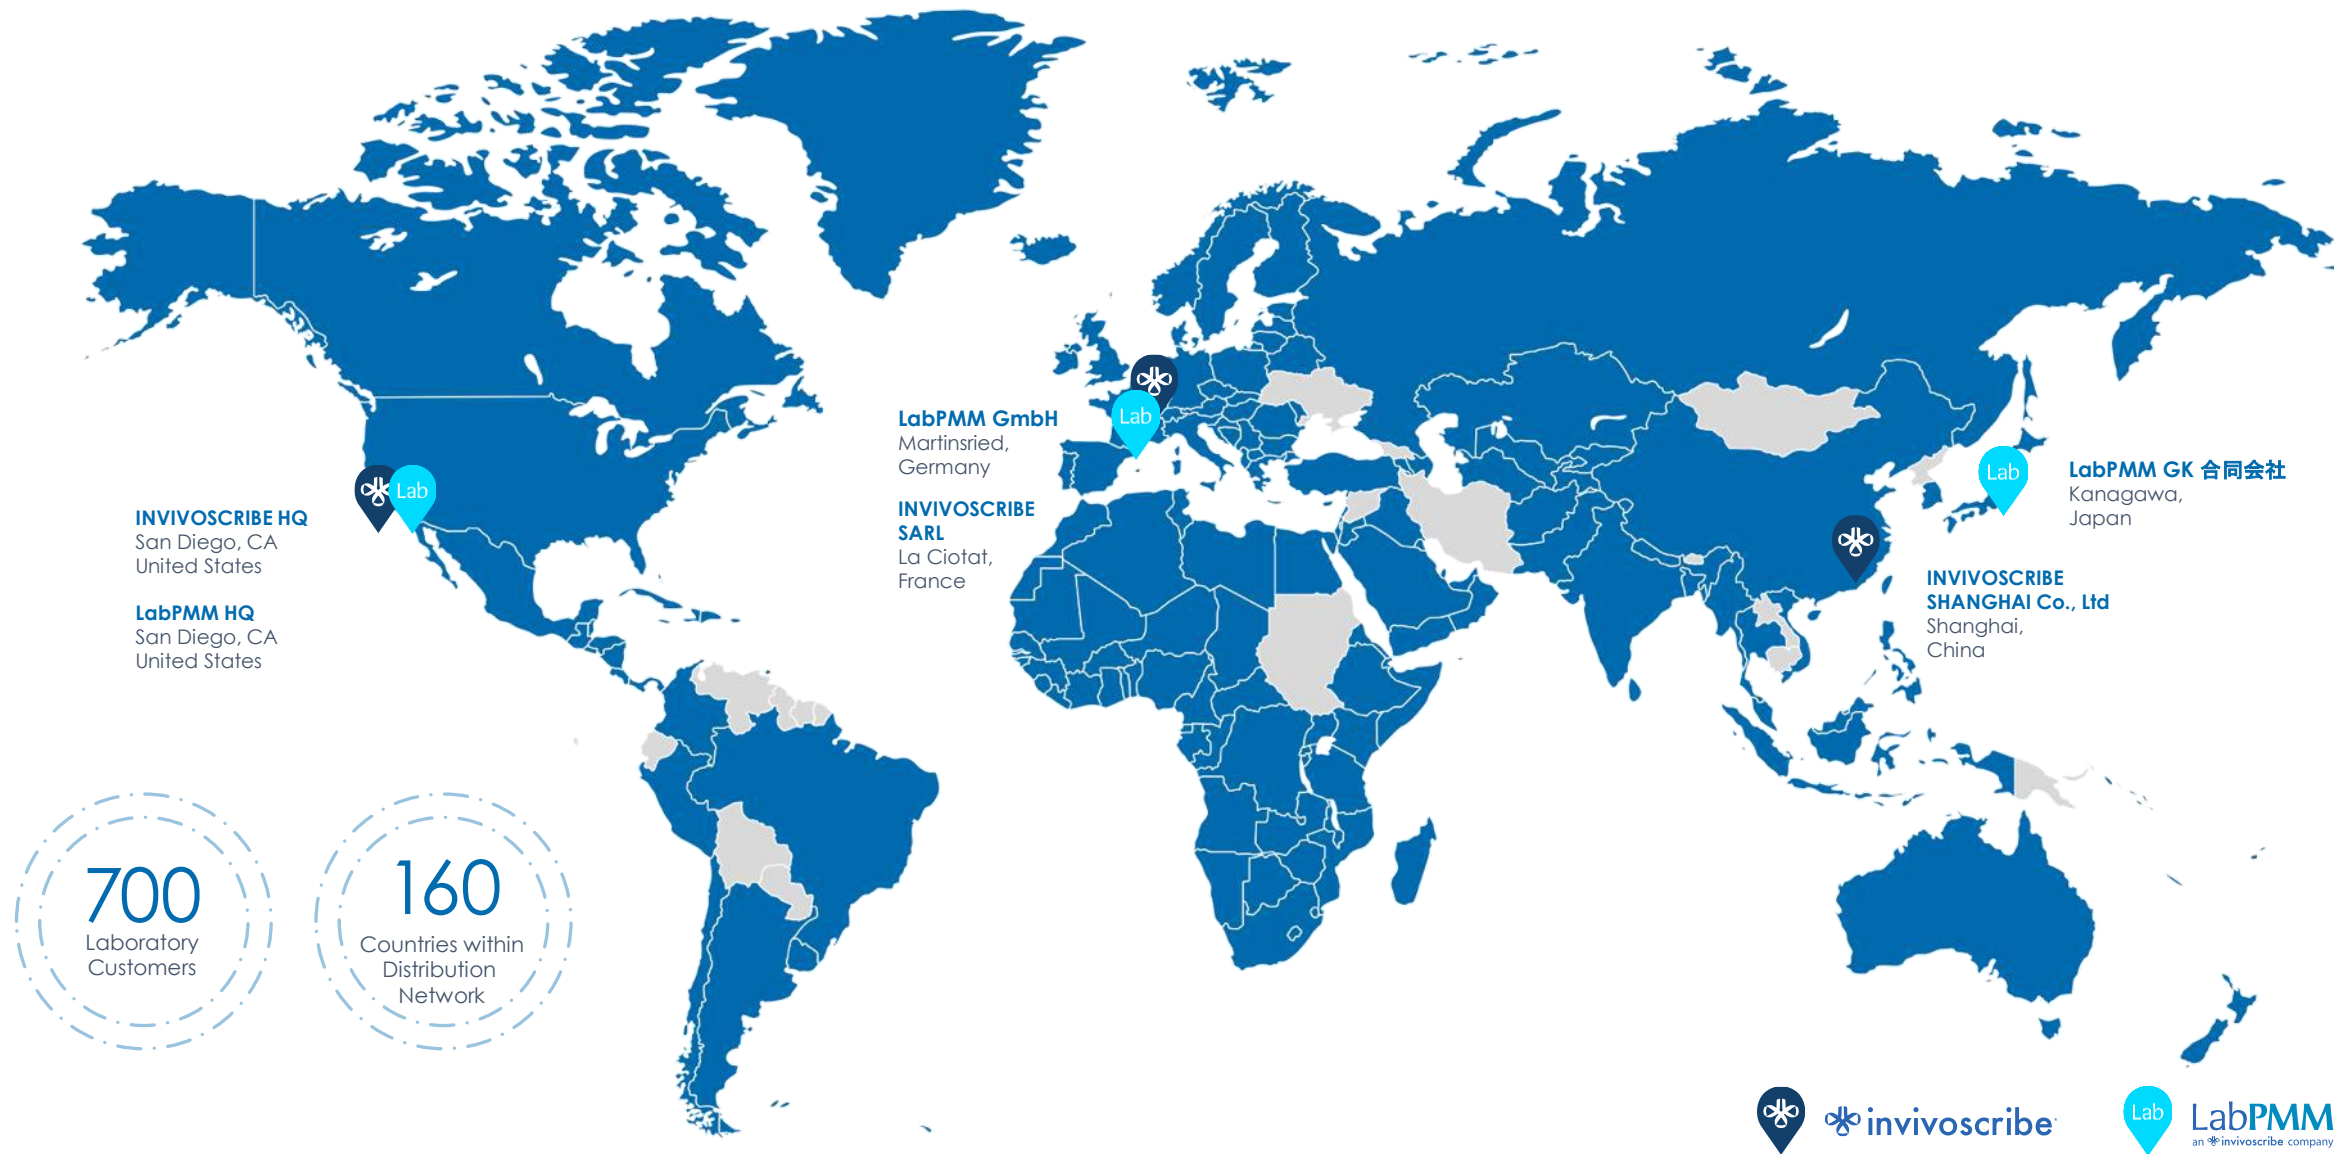 INVIVOSCRIBE HQ
San Diego, CA
United States
LabPMM HQ
San Diego, CA
United States
Lab
LabPMM GmbH
Martinsried,
Germany
INVIVOSCRIBE
SARL
La Ciotat,
France
Lab
Lab
LabPMM GK 合同会社
Kanagawa,
Japan
INVIVOSCRIBE
SHANGHAI Co., Ltd
Shanghai,
China
700
Laboratory
Customers
160
Countries within
Distribution
Network
invivoscribe
Lab
LabPMM
an invivoscribe company